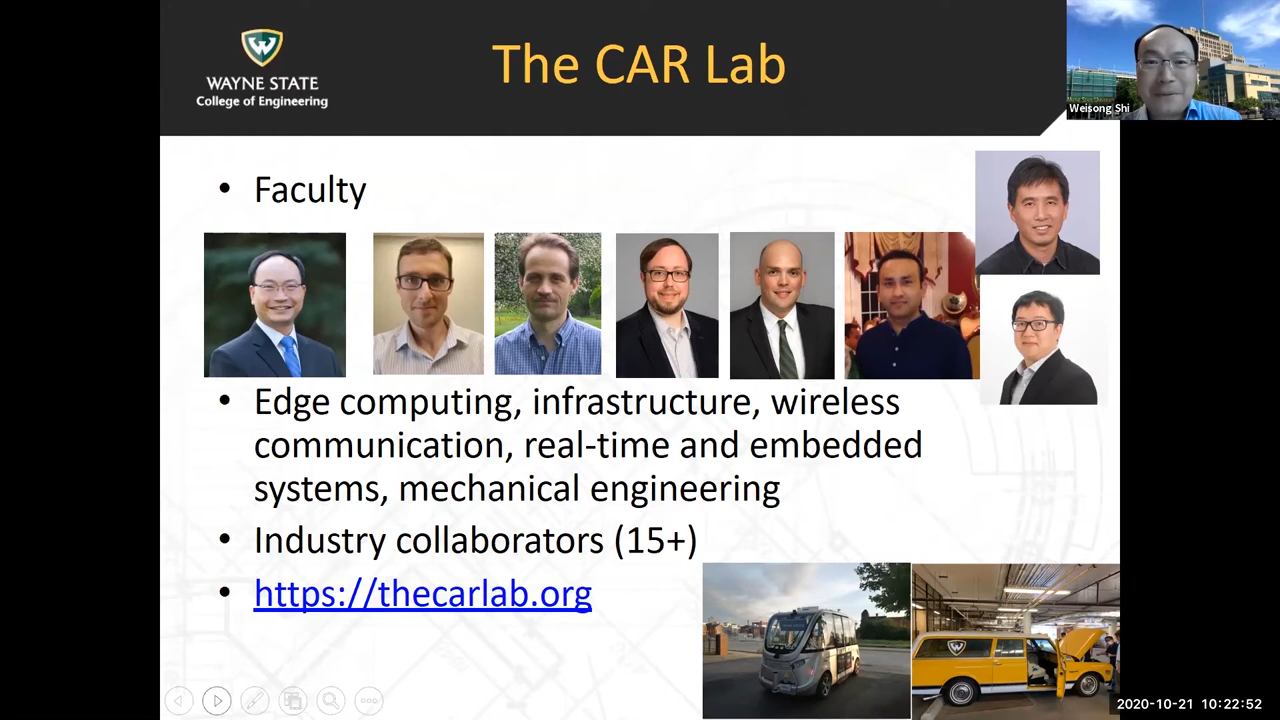 WAYNE STATE
College of Engineering
The CAR Lab
Weisong Shi
• Faculty
• Edge computing, infrastructure, wireless
communication, real-time and embedded
systems, mechanical engineering
• Industry collaborators (15+)
• https://thecarlab.org
2020-10-21 10:22:52